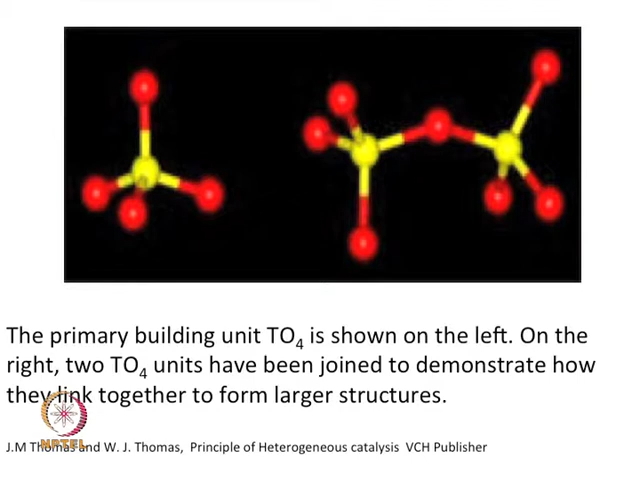 The primary building unit TO₄ is shown on the left. On the
right, two TO₄ units have been joined to demonstrate how
they link together to form larger structures.
J.M Thomas and W. J. Thomas, Principle of Heterogeneous catalysis VCH Publisher
NPTEL